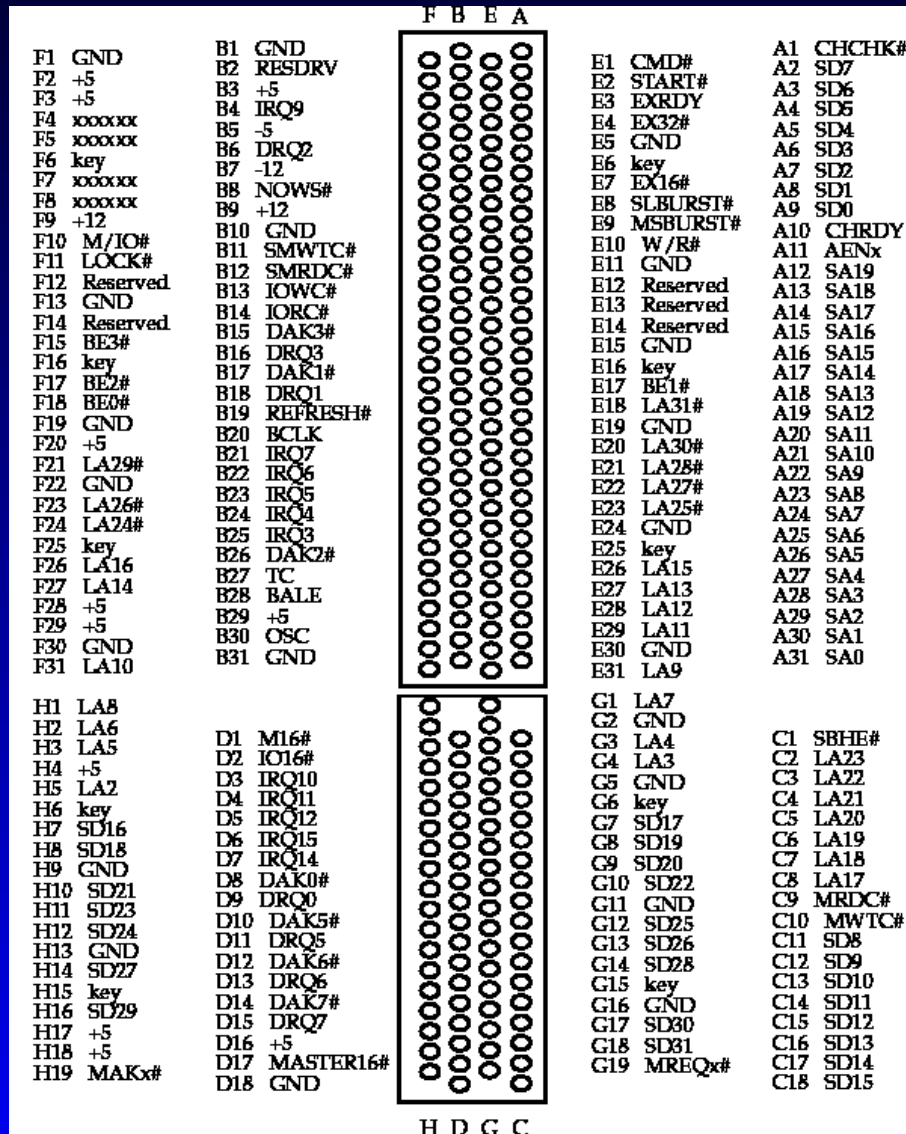 F B E A
F1 GND
F2 +5
F3 +5
F4 xxxxxx
F5 xxxxxx
F6 key
F7 xxxxxx
F8 xxxxxx
F9 +12
F10 M/IO#
F11 LOCK#
F12 Reserved
F13 GND
F14 Reserved
F15 BE3#
F16 key
F17 BE2#
F18 BE0#
F19 GND
F20 +5
F21 LA29#
F22 GND
F23 LA26#
F24 LA24#
F25 key
F26 LA16
F27 LA14
F28 +5
F29 +5
F30 GND
F31 LA10
B1 GND
B2 RESDRV
B3 +5
B4 IRQ9
B5 -5
B6 DRQ2
B7 -12
B8 NOWS#
B9 +12
B10 GND
B11 SMWTC#
B12 SMRDC#
B13 IOWC#
B14 IORC#
B15 DAK3#
B16 DRQ3
B17 DAK1#
B18 DRQ1
B19 REFRESH#
B20 BCLK
B21 IRQ7
B22 IRQ6
B23 IRQ5
B24 IRQ4
B25 IRQ3
B26 DAK2#
B27 TC
B28 BALE
B29 +5
B30 OSC
B31 GND
E1 CMD#
E2 START#
E3 EXRDY
E4 EX32#
E5 GND
E6 key
E7 EX16#
E8 SLBURST#
E9 MSBURST#
E10 W/R#
E11 GND
E12 Reserved
E13 Reserved
E14 Reserved
E15 GND
E16 key
E17 BE1#
E18 LA31#
E19 GND
E20 LA30#
E21 LA28#
E22 LA27#
E23 LA25#
E24 GND
E25 key
E26 LA15
E27 LA13
E28 LA12
E29 LA11
E30 GND
E31 LA9
A1 CHCHK#
A2 SD7
A3 SD6
A4 SD5
A5 SD4
A6 SD3
A7 SD2
A8 SD1
A9 SD0
A10 CHRDY
A11 AENx
A12 SA19
A13 SA18
A14 SA17
A15 SA16
A16 SA15
A17 SA14
A18 SA13
A19 SA12
A20 SA11
A21 SA10
A22 SA9
A23 SA8
A24 SA7
A25 SA6
A26 SA5
A27 SA4
A28 SA3
A29 SA2
A30 SA1
A31 SA0
H1 LA8
H2 LA6
H3 LA5
H4 +5
H5 LA2
H6 key
H7 SD16
H8 SD18
H9 GND
H10 SD21
H11 SD23
H12 SD24
H13 GND
H14 SD27
H15 key
H16 SD29
H17 +5
H18 +5
H19 MAKx#
D1 M16#
D2 IO16#
D3 IRQ10
D4 IRQ11
D5 IRQ12
D6 IRQ15
D7 IRQ14
D8 DAK0#
D9 DRQ0
D10 DAK5#
D11 DRQ5
D12 DAK6#
D13 DRQ6
D14 DAK7#
D15 DRQ7
D16 +5
D17 MASTER16#
D18 GND
G1 LA7
G2 GND
G3 LA4
G4 LA3
G5 GND
G6 key
G7 SD17
G8 SD19
G9 SD20
G10 SD22
G11 GND
G12 SD25
G13 SD26
G14 SD28
G15 key
G16 GND
G17 SD30
G18 SD31
G19 MREQx#
C1 SBHE#
C2 LA23
C3 LA22
C4 LA21
C5 LA20
C6 LA19
C7 LA18
C8 LA17
C9 MRDC#
C10 MWTC#
C11 SD8
C12 SD9
C13 SD10
C14 SD11
C15 SD12
C16 SD13
C17 SD14
C18 SD15
H D G C